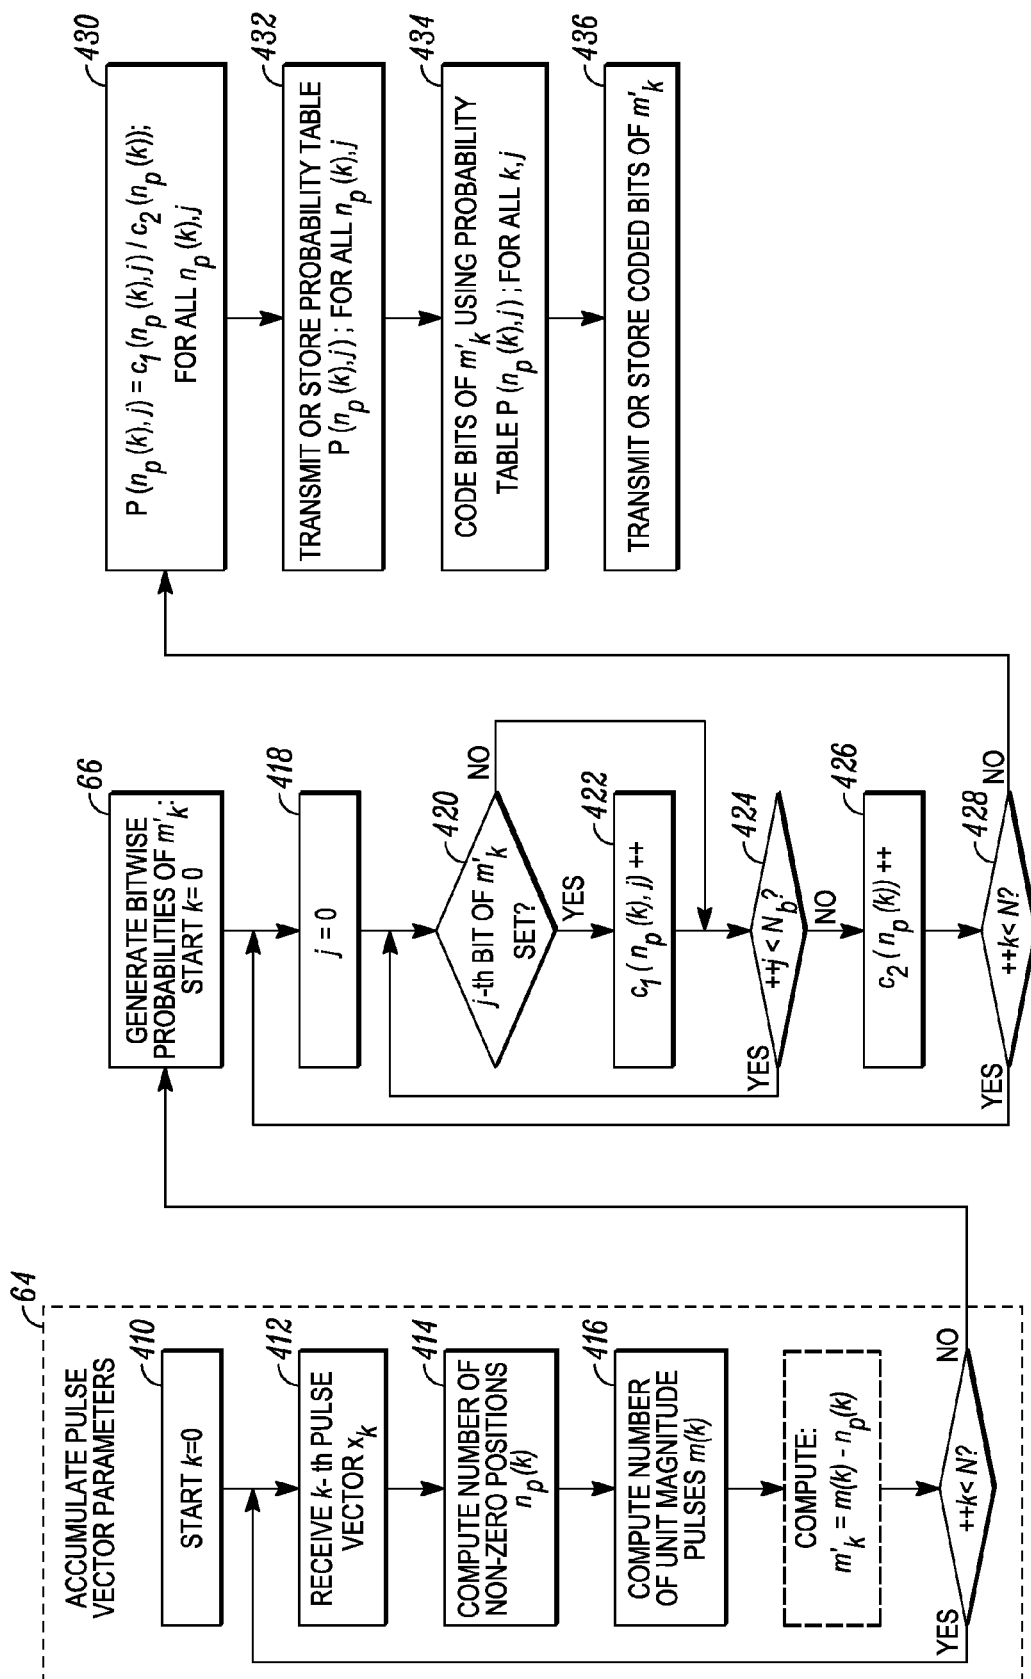 64
ACCUMULATE PULSE
VECTOR PARAMETERS
410
START k=0
412
RECEIVE k- th PULSE
VECTOR x_k
414
COMPUTE NUMBER OF
NON-ZERO POSITIONS
n_p(k)
416
COMPUTE NUMBER
OF UNIT MAGNITUDE
PULSES m(k)
COMPUTE:
m'_k = m(k) - n_p(k)
++k< N?
YES
NO
66
GENERATE BITWISE
PROBABILITIES OF m'_k.
START k= 0
418
j = 0
420
j-th BIT OF m'_k
SET?
NO
YES
422
c_1 ( n_p (k), j) ++
424
++j < N_b?
YES
NO
426
c_2 ( n_p (k)) ++
428
++k< N?
YES
NO
430
P (n_p (k), j) = c_1 (n_p (k), j) / c_2 (n_p (k));
FOR ALL n_p (k), j
432
TRANSMIT OR STORE PROBABILITY TABLE
P (n_p (k), j) ; FOR ALL n_p (k), j
434
CODE BITS OF m'_k USING PROBABILITY
TABLE P (n_p (k), j) ; FOR ALL k, j
436
TRANSMIT OR STORE CODED BITS OF m'_k